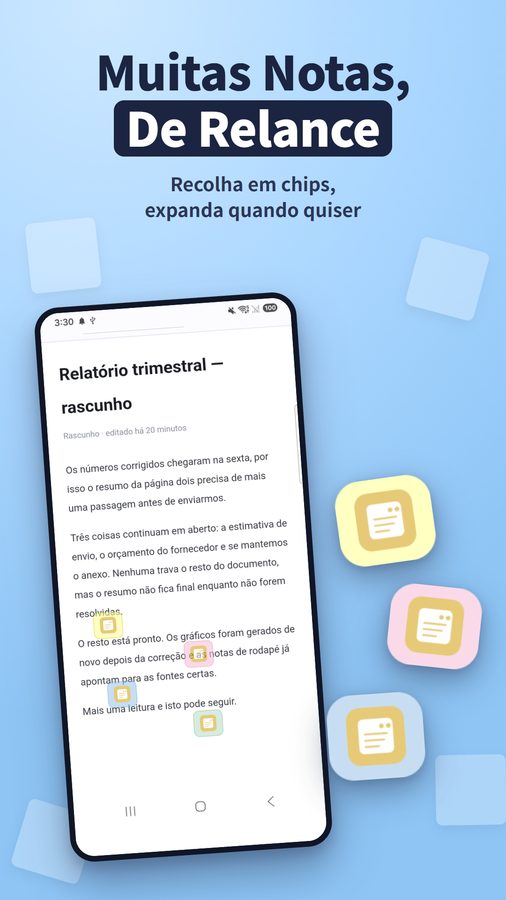 Muitas Notas,
De Relance
Recolha em chips,
expanda quando quiser
3:30
100
Relatório trimestral —
rascunho
Rascunho · editado há 20 minutos
Os números corrigidos chegaram na sexta, por
isso o resumo da página dois precisa de mais
uma passagem antes de enviarmos.
Três coisas continuam em aberto: a estimativa de
envio, o orçamento do fornecedor e se mantemos
o anexo. Nenhuma trava o resto do documento,
mas o resumo não fica final enquanto não forem
resolvidas.
O resto está pronto. Os gráficos foram gerados de
novo depois da correção e as notas de rodapé já
apontam para as fontes certas.
Mais uma leitura e isto pode seguir.